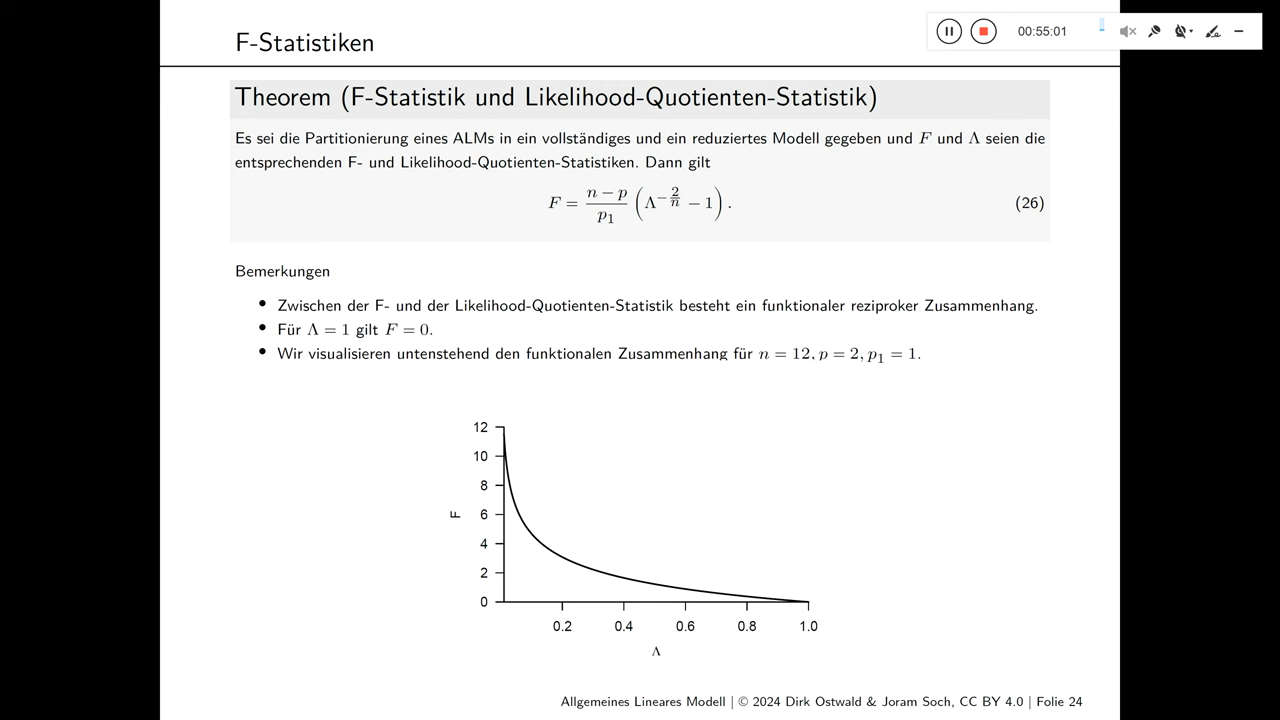 F-Statistiken
00:55:01
Theorem (F-Statistik und Likelihood-Quotienten-Statistik)
Es sei die Partitionierung eines ALMs in ein vollständiges und ein reduziertes Modell gegeben und F und Λ seien die
entsprechenden F- und Likelihood-Quotienten-Statistiken. Dann gilt
F = \frac{n − p}{p₁} (Λ^{−\frac{2}{n}} − 1). (26)
Bemerkungen
• Zwischen der F- und der Likelihood-Quotienten-Statistik besteht ein funktionaler reziproker Zusammenhang.
• Für Λ = 1 gilt F = 0.
• Wir visualisieren untenstehend den funktionalen Zusammenhang für n = 12, p = 2, p₁ = 1.
12
10
8
F
6
4
2
0
0.2 0.4 0.6 0.8 1.0
Λ
Allgemeines Lineares Modell | © 2024 Dirk Ostwald & Joram Soch, CC BY 4.0 | Folie 24